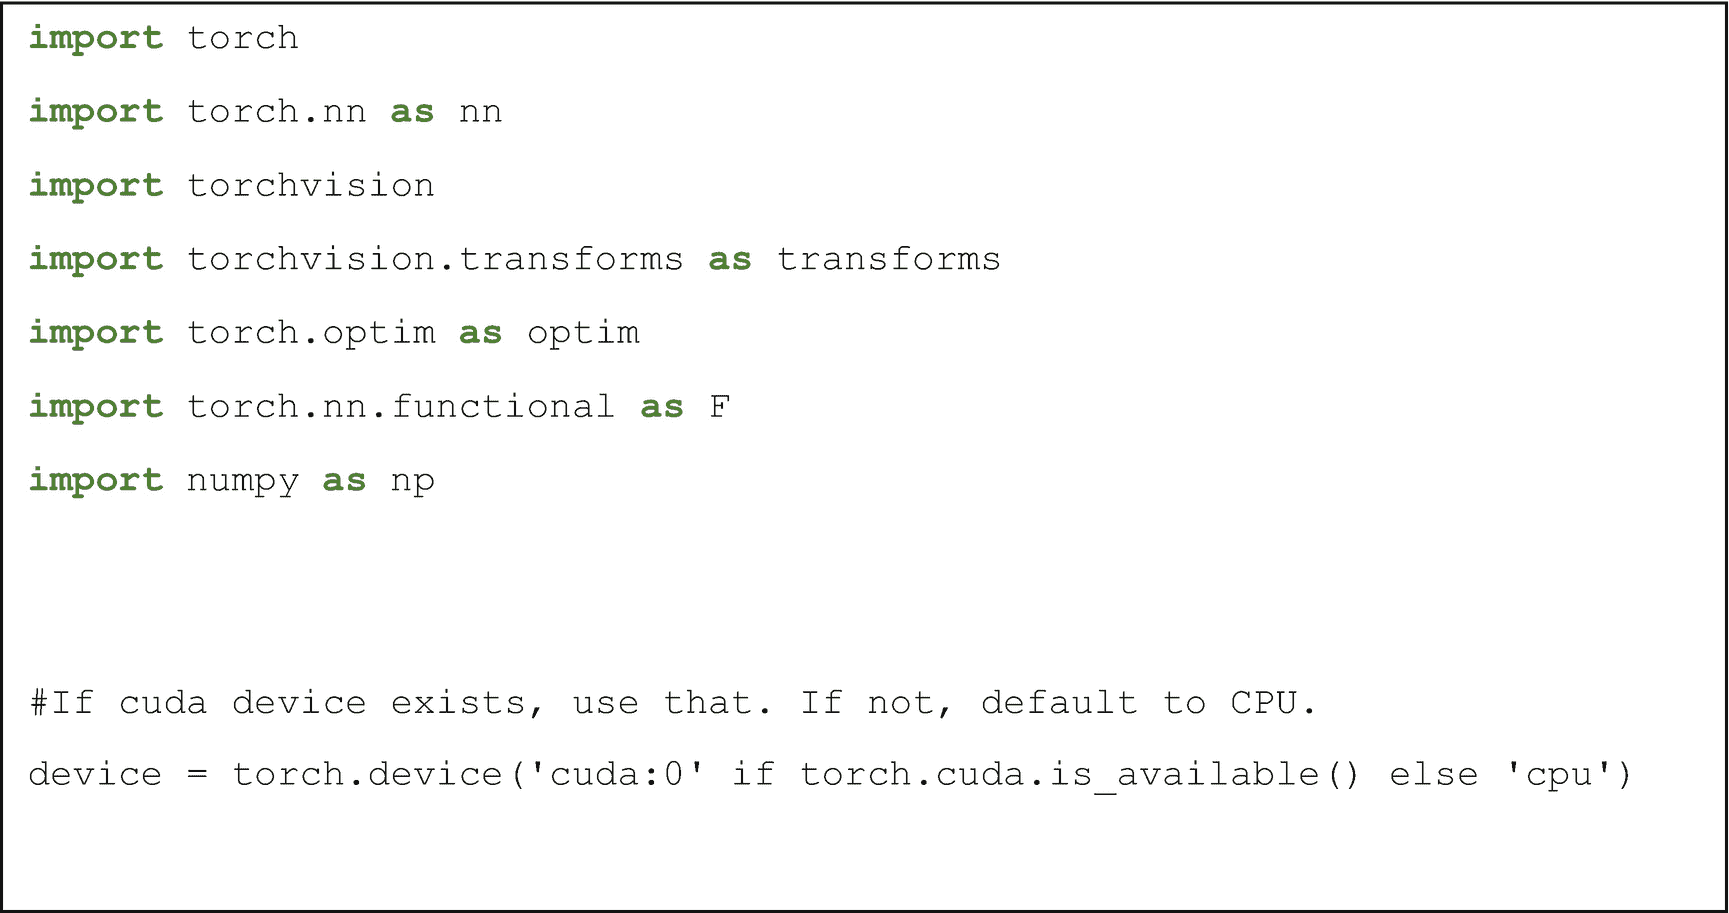 import torch
import torch.nn as nn
import torchvision
import torchvision.transforms as transforms
import torch.optim as optim
import torch.nn.functional as F
import numpy as np
#If cuda device exists, use that. If not, default to CPU.
device = torch.device('cuda:0' if torch.cuda.is_available() else 'cpu')